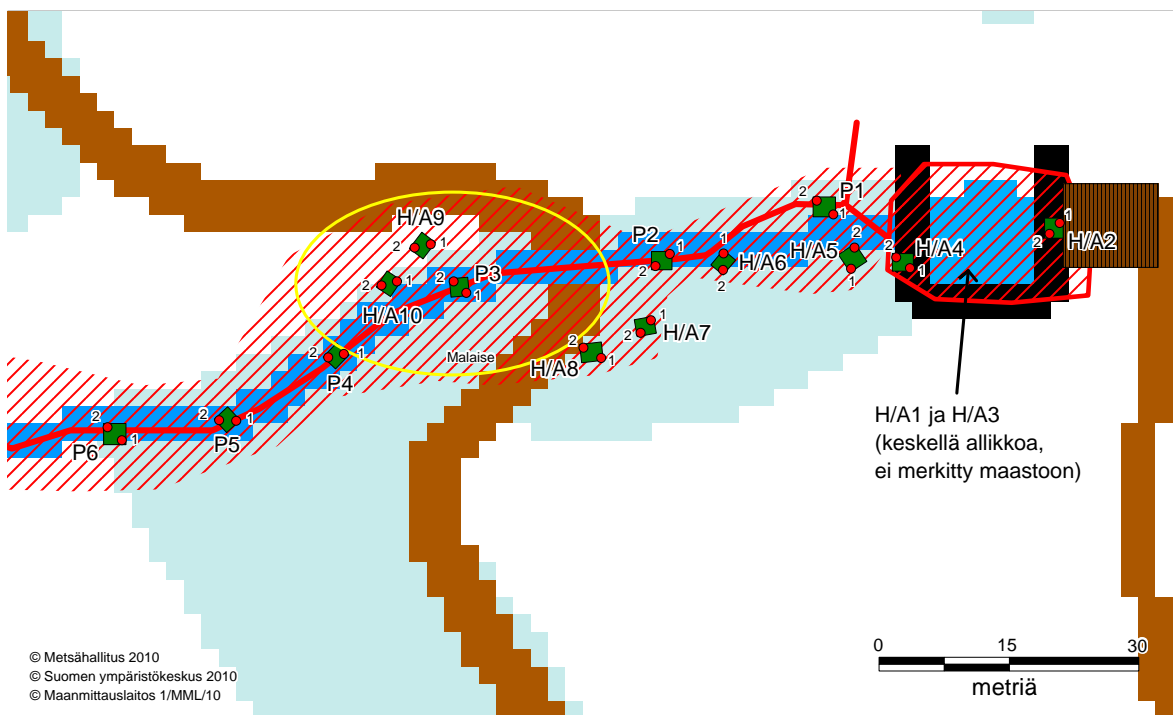 P1
2
1
H/A9
2
1
P2
1
2
1
2
H/A6
H/A5
2
1
2
1
H/A4
1
2
H/A2
P3
2
1
2
1
H/A10
1
2
H/A7
2
1
H/A8
Malaise
2
1
P4
2
1
P5
2
1
P6
H/A1 ja H/A3
(keskellä allikkoa,
ei merkitty maastoon)
0 15 30
metriä
© Metsähallitus 2010
© Suomen ympäristökeskus 2010
© Maanmittauslaitos 1/MML/10